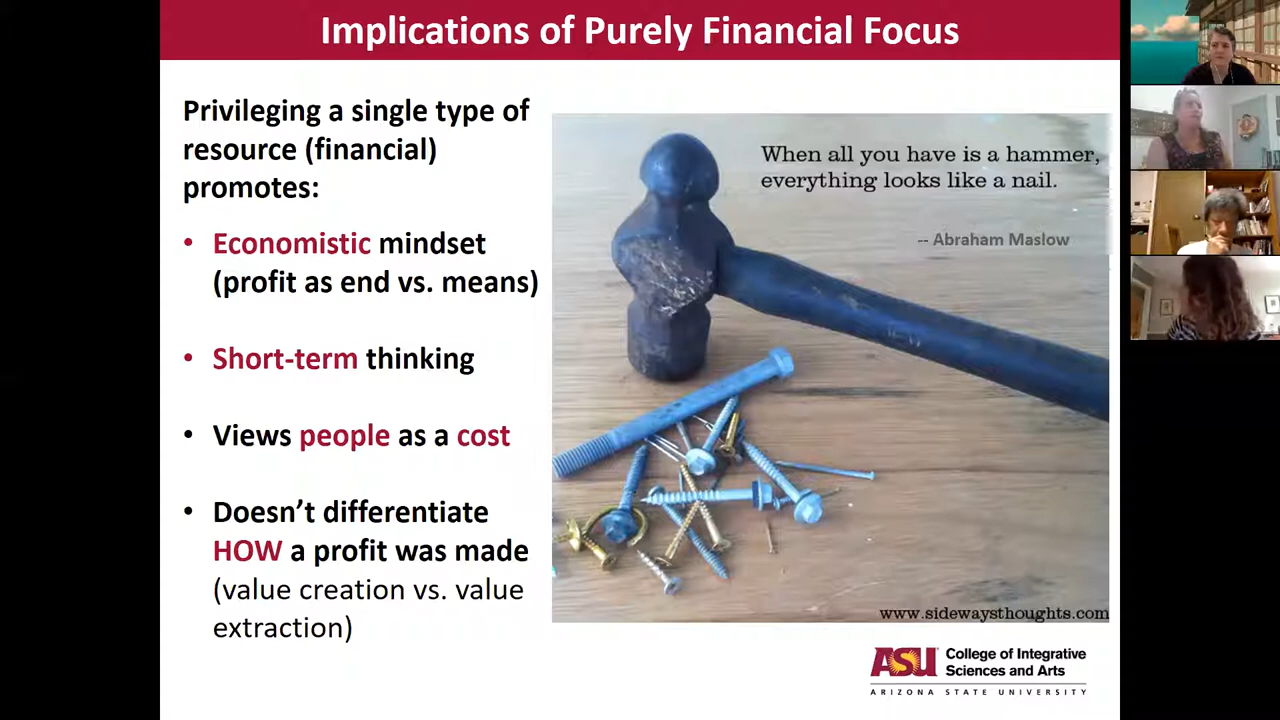 Implications of Purely Financial Focus
Privileging a single type of
resource (financial)
promotes:
• Economistic mindset
(profit as end vs. means)
• Short-term thinking
• Views people as a cost
• Doesn’t differentiate
HOW a profit was made
(value creation vs. value
extraction)
When all you have is a hammer,
everything looks like a nail.
-- Abraham Maslow
www.sidewaysthoughts.com
ASU College of Integrative
Sciences and Arts
ARIZONA STATE UNIVERSITY